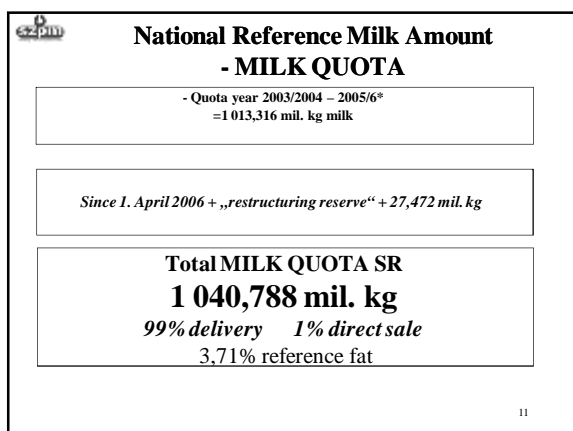 szpm
National Reference Milk Amount
- MILK QUOTA
- Quota year 2003/2004 – 2005/6*
=1 013,316 mil. kg milk
Since 1. April 2006 + „restructuring reserve“ + 27,472 mil. kg
Total MILK QUOTA SR
1 040,788 mil. kg
99% delivery 1% direct sale
3,71% reference fat
11